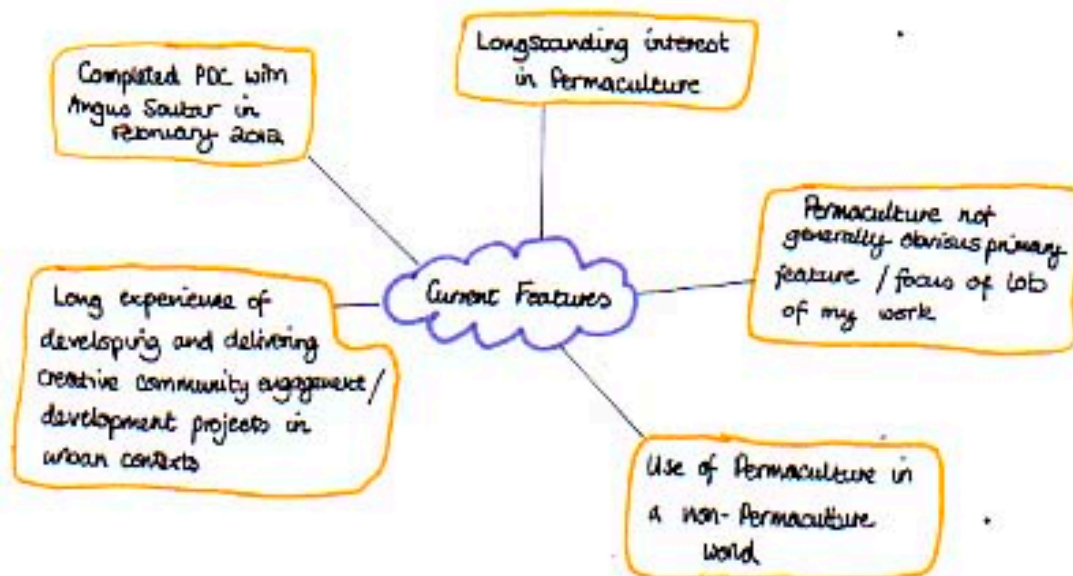 Completed PDC with
Angus Soutar in
February 2012
Longstanding interest
in Permaculture
Permaculture not
generally obvious primary
feature / focus of lots
of my work
Current Features
Long experience of
developing and delivering
creative community engagement/
development projects in
urban contexts
Use of Permaculture in
a non-Permaculture
world